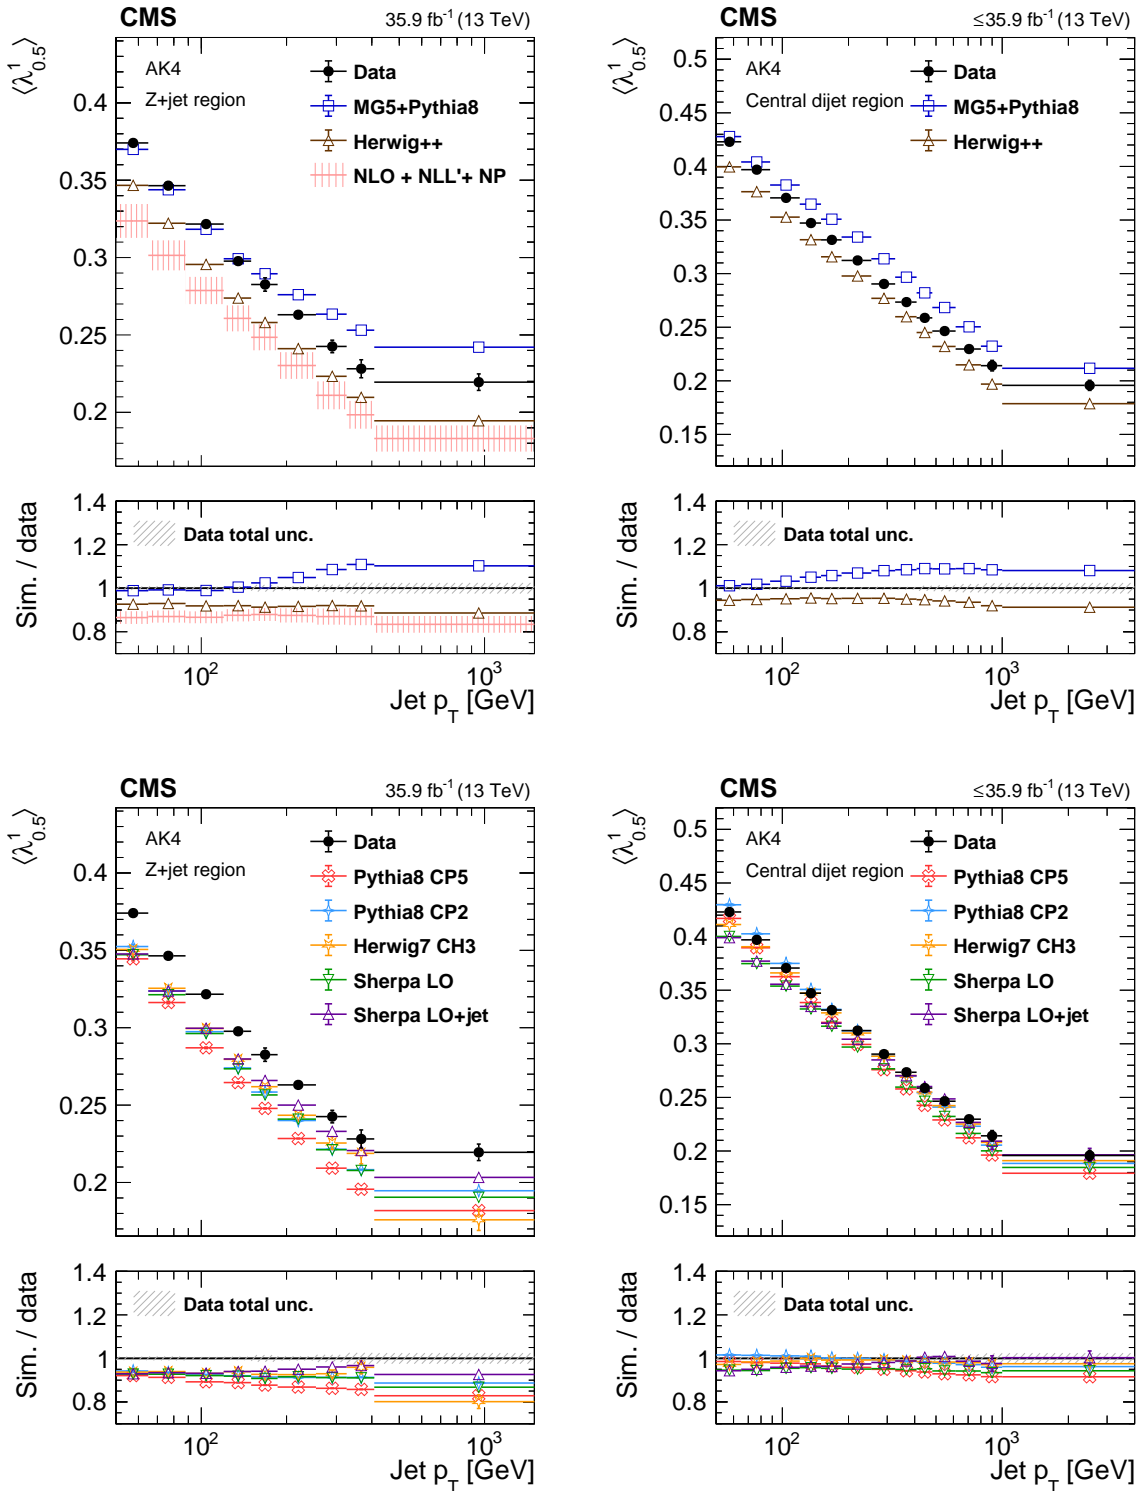 CMS 35.9 fb⁻¹ (13 TeV)
⟨λ¹₀.₅⟩
AK4
Z+jet region
Data
MG5+Pythia8
Herwig++
NLO + NLL'+ NP
0.4
0.35
0.3
0.25
0.2
Sim. / data
Data total unc.
1.4
1.2
1
0.8
10²
10³
Jet p_T [GeV]
CMS ≤35.9 fb⁻¹ (13 TeV)
⟨λ¹₀.₅⟩
AK4
Central dijet region
Data
MG5+Pythia8
Herwig++
0.5
0.45
0.4
0.35
0.3
0.25
0.2
0.15
Sim. / data
Data total unc.
1.4
1.2
1
0.8
10²
10³
Jet p_T [GeV]
CMS 35.9 fb⁻¹ (13 TeV)
⟨λ¹₀.₅⟩
AK4
Z+jet region
Data
Pythia8 CP5
Pythia8 CP2
Herwig7 CH3
Sherpa LO
Sherpa LO+jet
0.4
0.35
0.3
0.25
0.2
Sim. / data
Data total unc.
1.4
1.2
1
0.8
10²
10³
Jet p_T [GeV]
CMS ≤35.9 fb⁻¹ (13 TeV)
⟨λ¹₀.₅⟩
AK4
Central dijet region
Data
Pythia8 CP5
Pythia8 CP2
Herwig7 CH3
Sherpa LO
Sherpa LO+jet
0.5
0.45
0.4
0.35
0.3
0.25
0.2
0.15
Sim. / data
Data total unc.
1.4
1.2
1
0.8
10²
10³
Jet p_T [GeV]